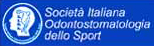 Società Italiana
Odontostomatologia
dello Sport